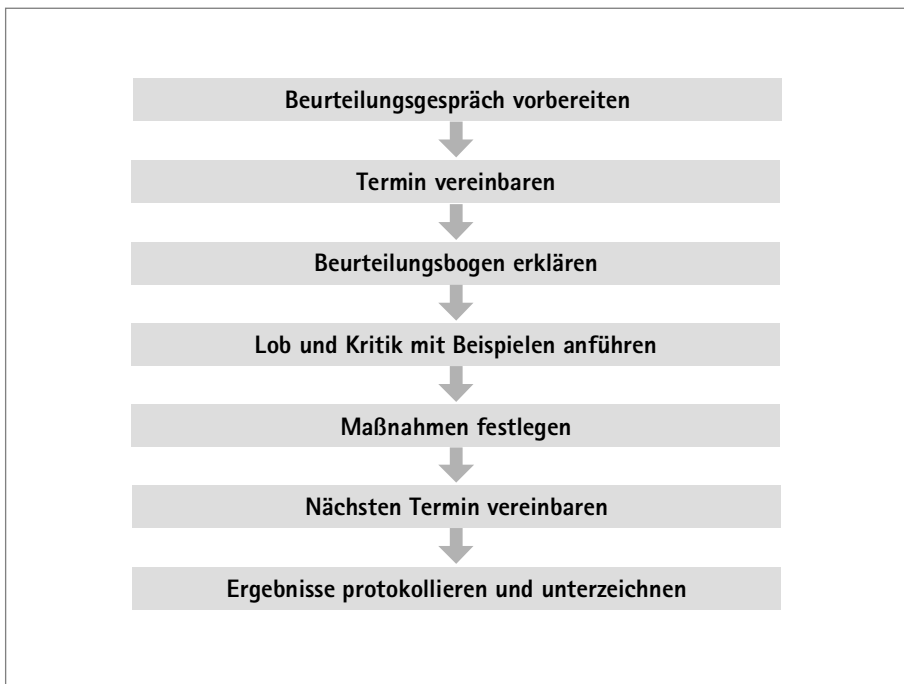 Beurteilungsgespräch vorbereiten
Termin vereinbaren
Beurteilungsbogen erklären
Lob und Kritik mit Beispielen anführen
Maßnahmen festlegen
Nächsten Termin vereinbaren
Ergebnisse protokollieren und unterzeichnen